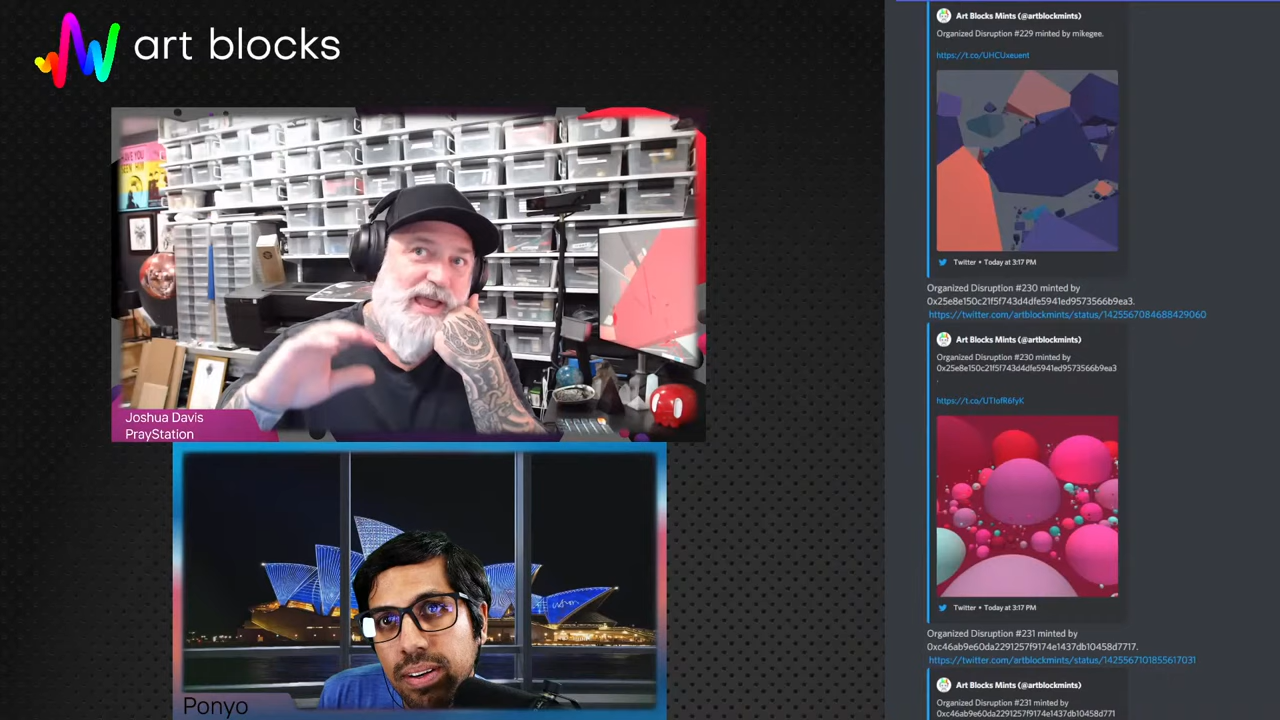 art blocks
HAVE YOU
SEEN HIM
Joshua Davis
PrayStation
Ponyo
Art Blocks Mints (@artblockmints)
Organized Disruption #229 minted by mikegee.
https://t.co/UHCUxeuent
Twitter • Today at 3:17 PM
Organized Disruption #230 minted by
0x25e8e150c21f5f743d4dfe5941ed9573566b9ea3.
https://twitter.com/artblockmints/status/1425567084688429060
Art Blocks Mints (@artblockmints)
Organized Disruption #230 minted by
0x25e8e150c21f5f743d4dfe5941ed9573566b9ea3
.
https://t.co/UTIofR6fyK
Twitter • Today at 3:17 PM
Organized Disruption #231 minted by
0xc46ab9e60da2291257f9174e1437db10458d7717.
https://twitter.com/artblockmints/status/1425567101855617031
Art Blocks Mints (@artblockmints)
Organized Disruption #231 minted by
0xc46ab9e60da2291257f9174e1437db10458d771